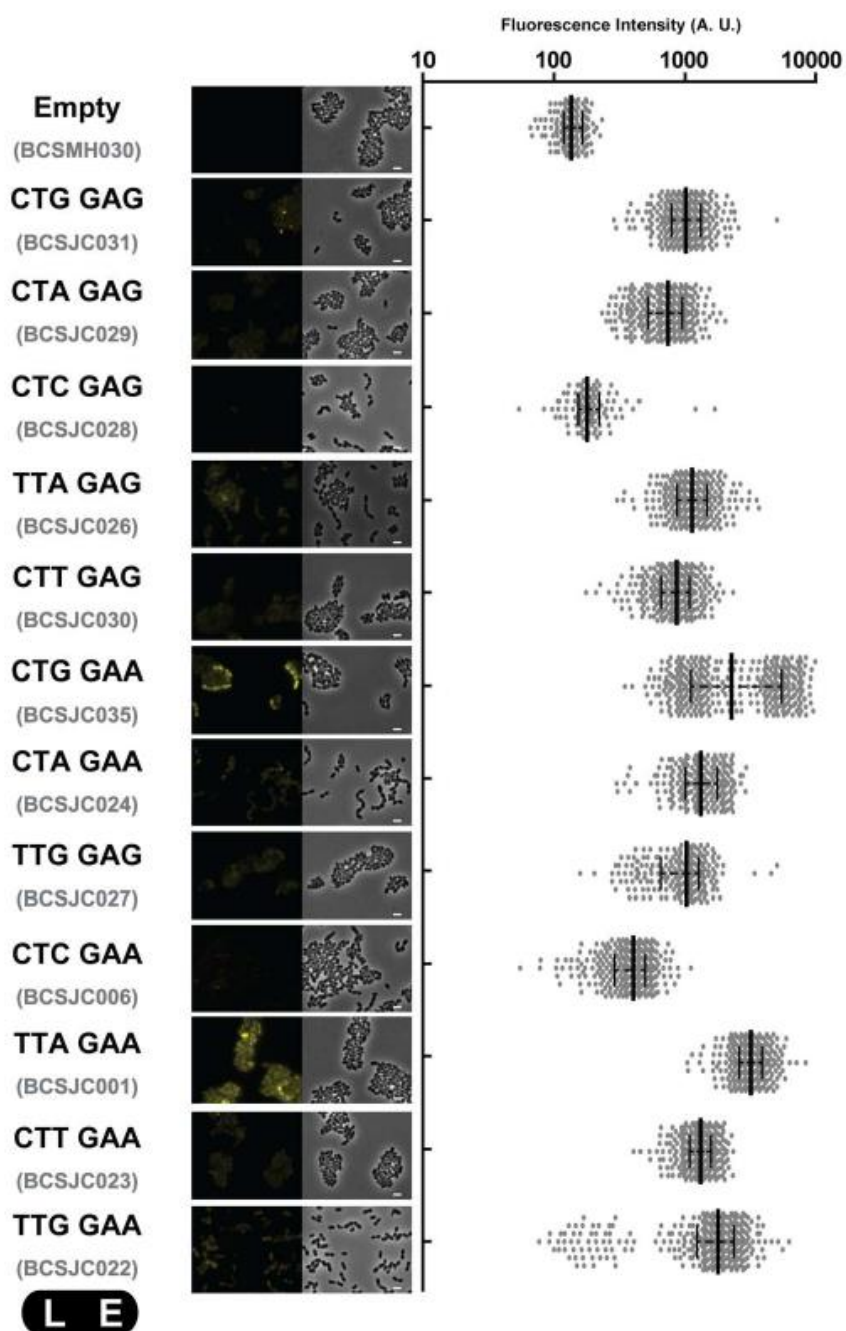 Fluorescence Intensity (A. U.)
10 100 1000 10000
Empty
(BCSMH030)
CTG GAG
(BCSJC031)
CTA GAG
(BCSJC029)
CTC GAG
(BCSJC028)
TTA GAG
(BCSJC026)
CTT GAG
(BCSJC030)
CTG GAA
(BCSJC035)
CTA GAA
(BCSJC024)
TTG GAG
(BCSJC027)
CTC GAA
(BCSJC006)
TTA GAA
(BCSJC001)
CTT GAA
(BCSJC023)
TTG GAA
(BCSJC022)
L E